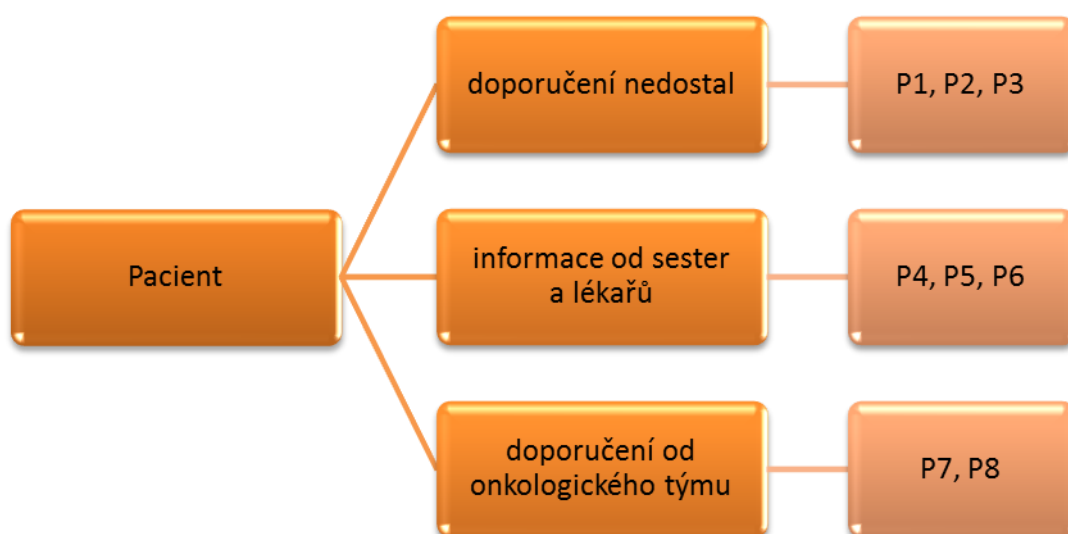 doporučení nedostal
P1, P2, P3
Pacient
informace od sester
a lékařů
P4, P5, P6
doporučení od
onkologického týmu
P7, P8